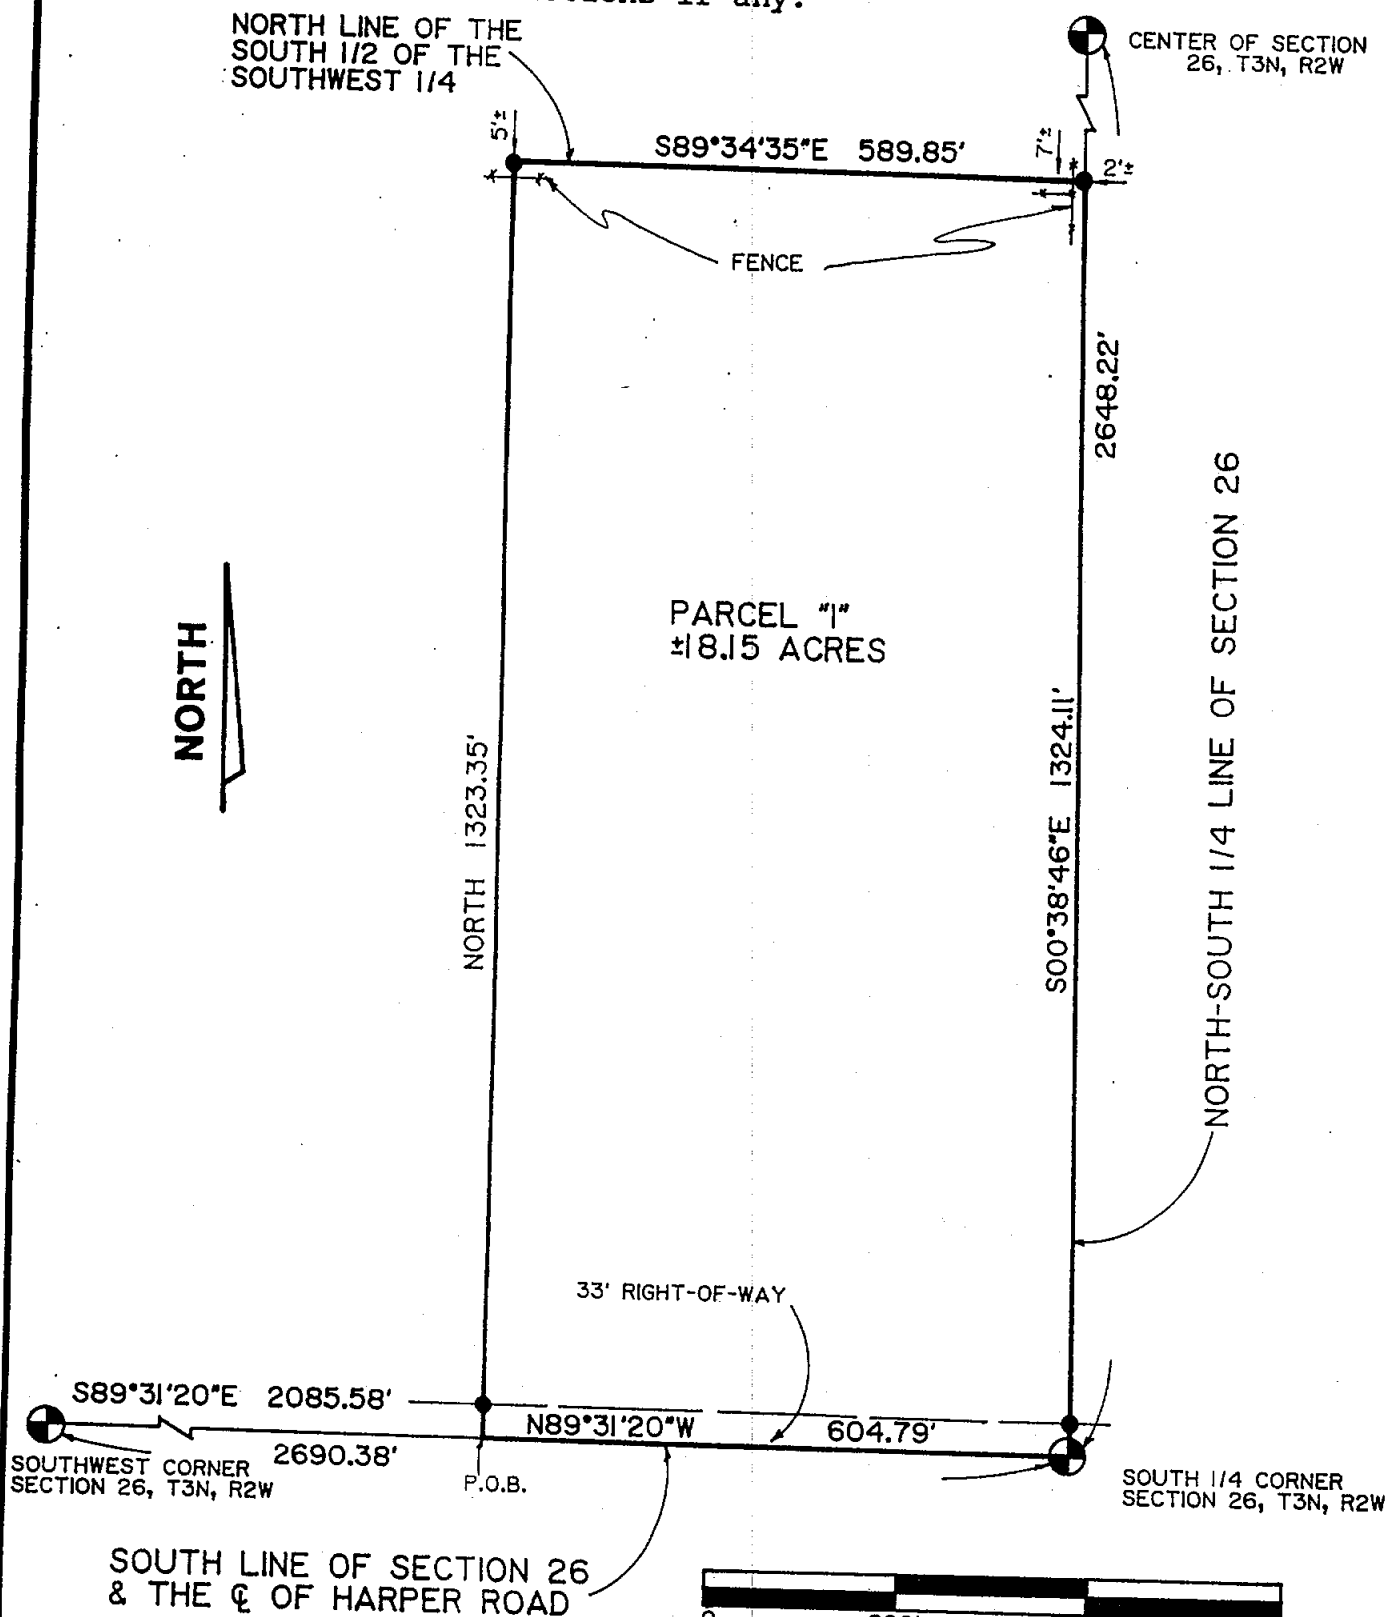 if any.
NORTH LINE OF THE
SOUTH 1/2 OF THE
SOUTHWEST 1/4
CENTER OF SECTION
26, T3N, R2W
5'±
S89°34'35"E 589.85'
7'±
2'±
FENCE
2648.22'
NORTH-SOUTH 1/4 LINE OF SECTION 26
PARCEL "1"
±18.15 ACRES
NORTH
NORTH 1323.35'
S00°38'46"E 1324.11'
33' RIGHT-OF-WAY
S89°31'20"E 2085.58'
N89°31'20"W 604.79'
2690.38'
SOUTHWEST CORNER
SECTION 26, T3N, R2W
P.O.B.
SOUTH 1/4 CORNER
SECTION 26, T3N, R2W
SOUTH LINE OF SECTION 26
& THE ℄ OF HARPER ROAD